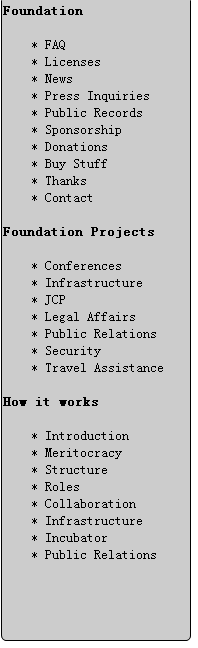 Foundation
* FAQ
* Licenses
* News
* Press Inquiries
* Public Records
* Sponsorship
* Donations
* Buy Stuff
* Thanks
* Contact
Foundation Projects
* Conferences
* Infrastructure
* JCP
* Legal Affairs
* Public Relations
* Security
* Travel Assistance
How it works
* Introduction
* Meritocracy
* Structure
* Roles
* Collaboration
* Infrastructure
* Incubator
* Public Relations